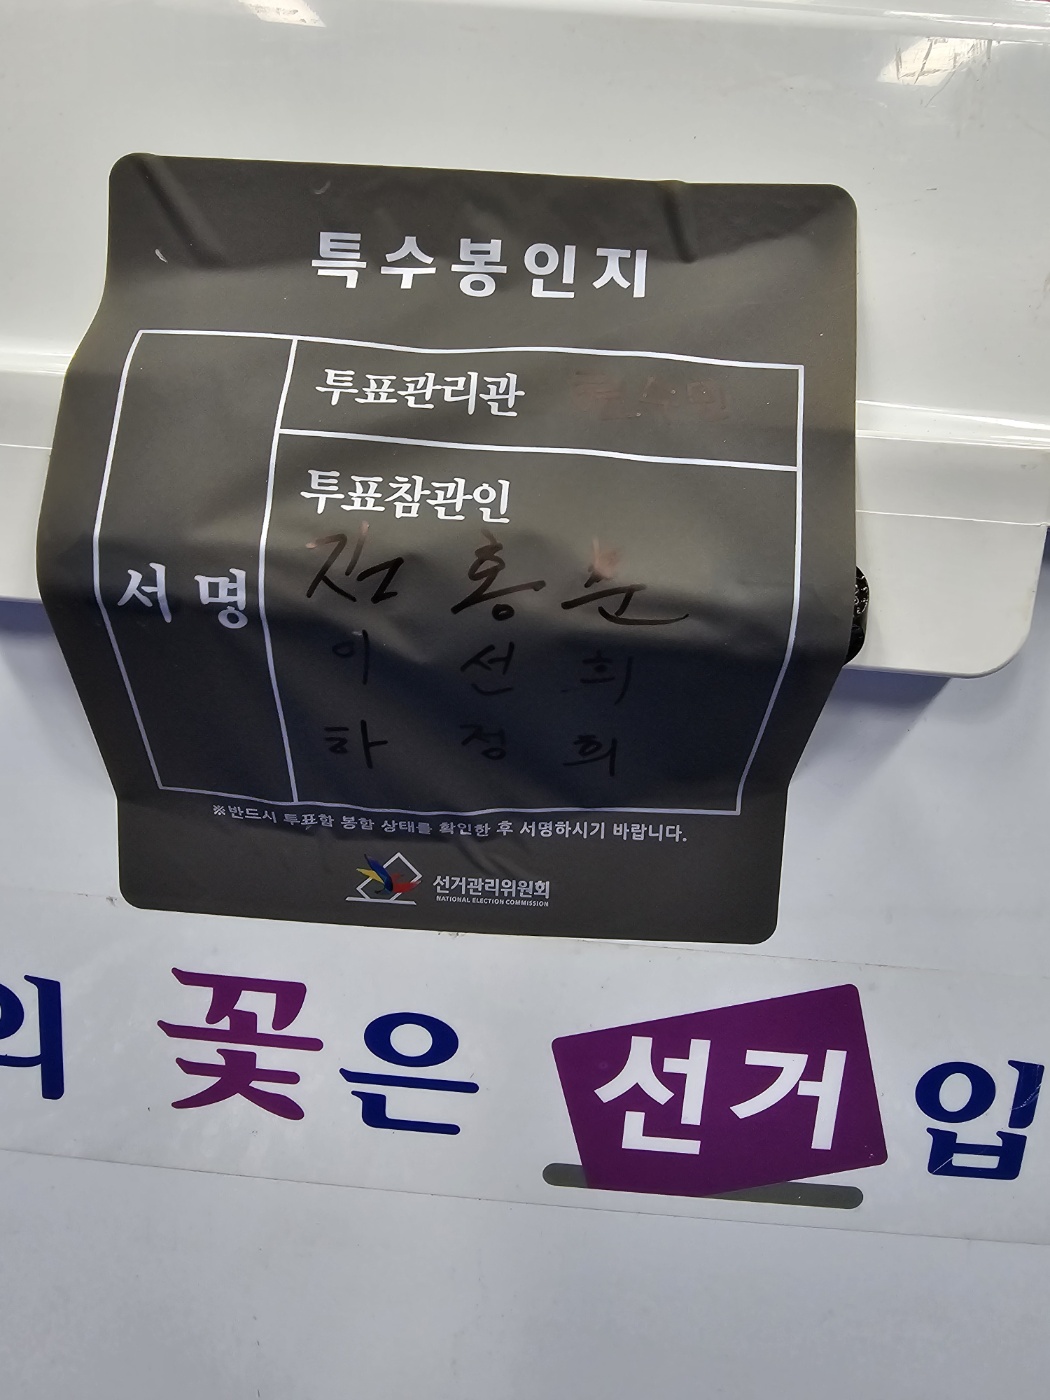 특수봉인지
투표관리관
투표참관인
서명
전 홍 순
이 선 희
하 정 희
※반드시 투표함 봉함 상태를 확인한 후 서명하시기 바랍니다.
선거관리위원회
NATIONAL ELECTION COMMISSION
의 꽃은 선거 입